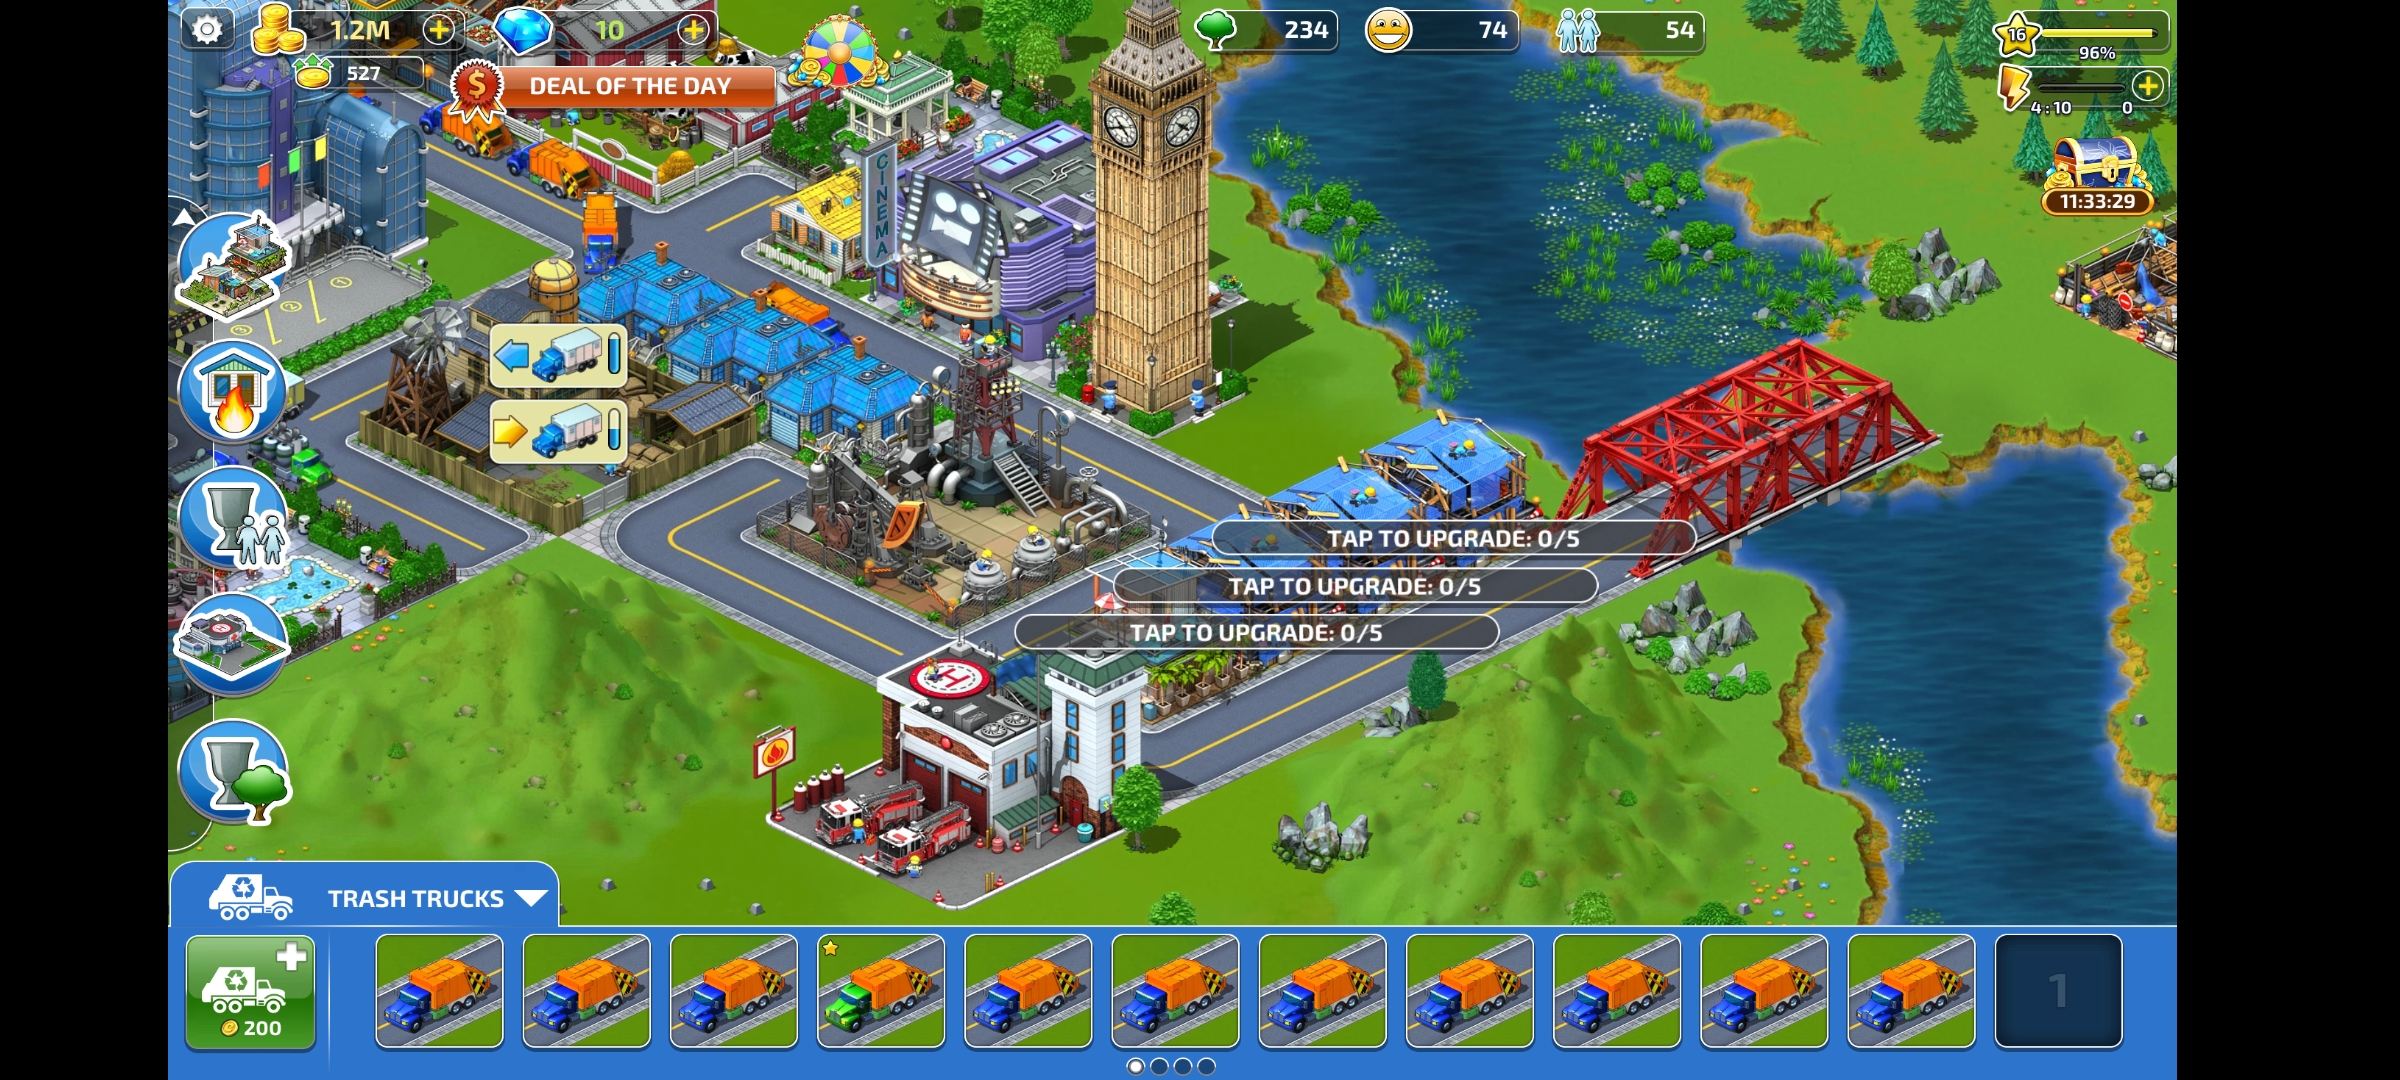 1.2M
10
234
74
54
16
96%
527
DEAL OF THE DAY
4:10
0
11:33:29
CINEMA
TAP TO UPGRADE: 0/5
TAP TO UPGRADE: 0/5
TAP TO UPGRADE: 0/5
H
TRASH TRUCKS
200
1